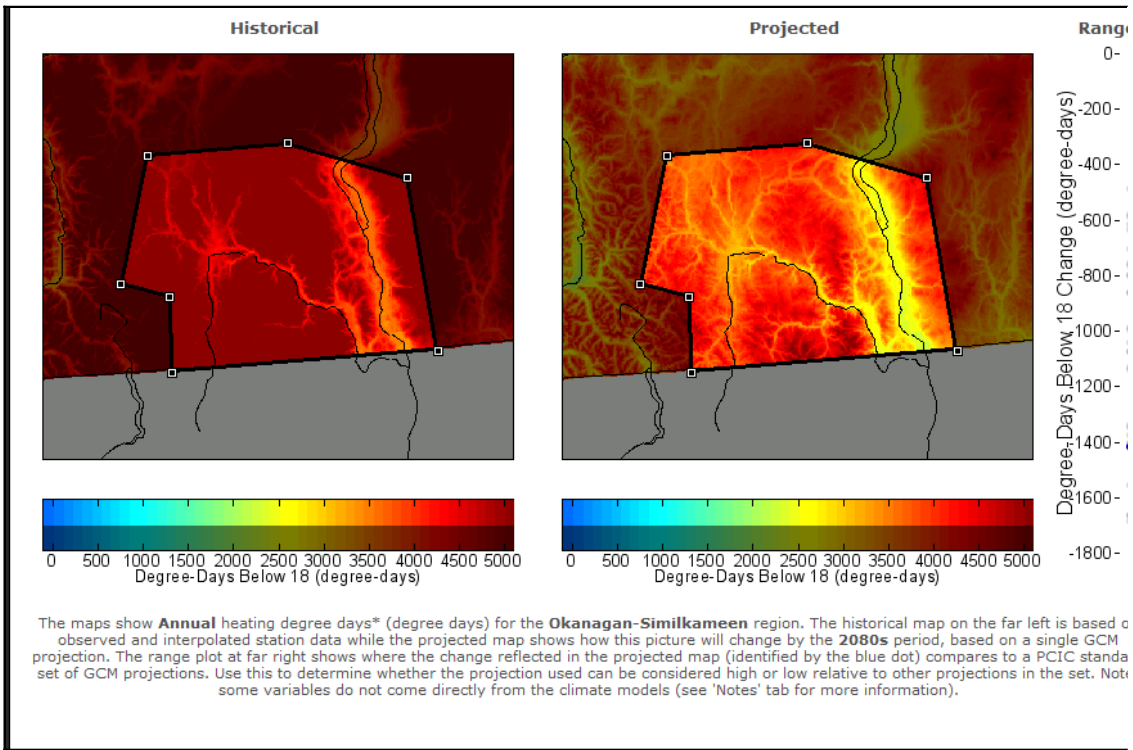 Historical
Projected
Range
0-
-200 -
-400 -
-600 -
-800 -
-1000 -
-1200 -
-1400 -
-1600 -
-1800 -
Degree-Days Below 18 Change (degree-days)
0 500 1000 1500 2000 2500 3000 3500 4000 4500 5000
Degree-Days Below 18 (degree-days)
0 500 1000 1500 2000 2500 3000 3500 4000 4500 5000
Degree-Days Below 18 (degree-days)
The maps show Annual heating degree days* (degree days) for the Okanagan-Similkameen region. The historical map on the far left is based o
observed and interpolated station data while the projected map shows how this picture will change by the 2080s period, based on a single GCM
projection. The range plot at far right shows where the change reflected in the projected map (identified by the blue dot) compares to a PCIC standa
set of GCM projections. Use this to determine whether the projection used can be considered high or low relative to other projections in the set. Note
some variables do not come directly from the climate models (see 'Notes' tab for more information).